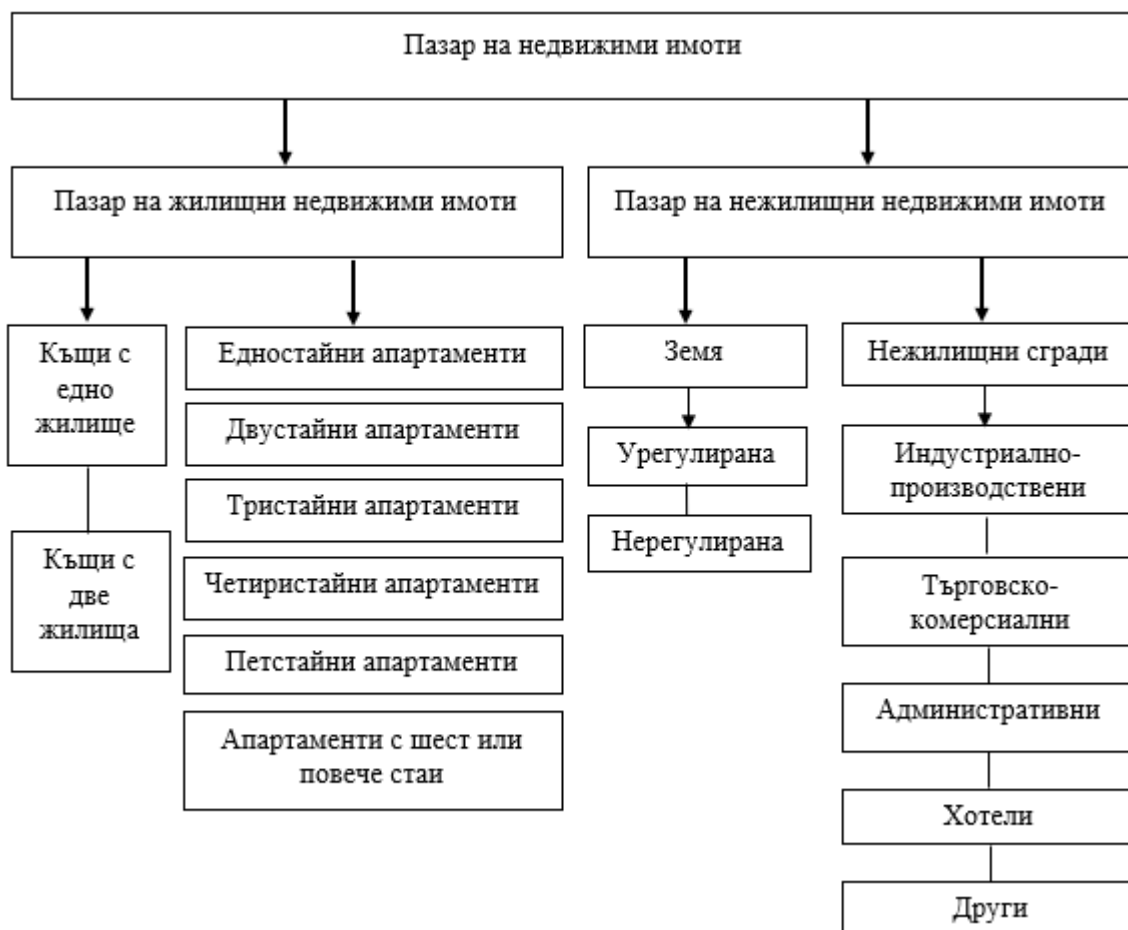 Пазар на недвижими имоти
Пазар на жилищни недвижими имоти
Пазар на нежилищни недвижими имоти
Къщи с
едно
жилище
Къщи с
две
жилища
Едностайни апартаменти
Двустайни апартаменти
Тристайни апартаменти
Четиристайни апартаменти
Петстайни апартаменти
Апартаменти с шест или
повече стаи
Земя
Урегулирана
Нерегулирана
Нежилищни сгради
Индустриално-
производствени
Търговско-
комерсиални
Административни
Хотели
Други